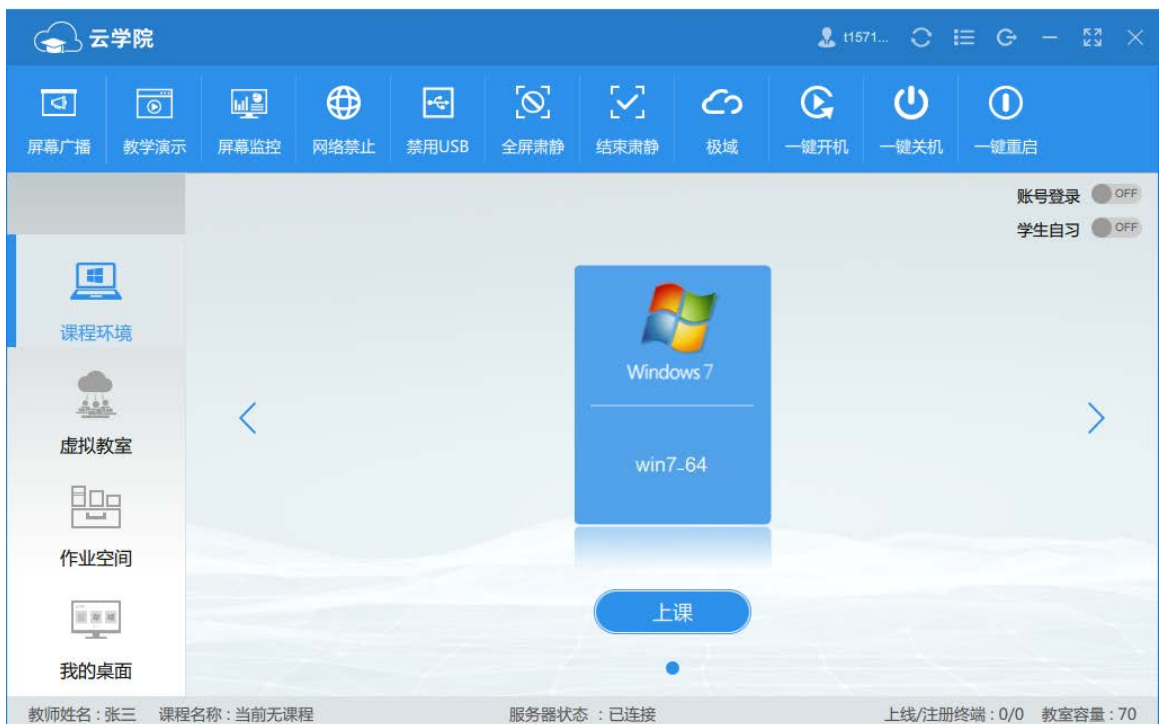 云学院
t1571...
屏幕广播 教学演示 屏幕监控 网络禁止 禁用USB 全屏肃静 结束肃静 极域 一键开机 一键关机 一键重启
账号登录 OFF
学生自习 OFF
课程环境
虚拟教室
作业空间
我的桌面
Windows 7
win7-64
上课
教师姓名 : 张三 课程名称 : 当前无课程 服务器状态 : 已连接 上线/注册终端 : 0/0 教室容量 : 70